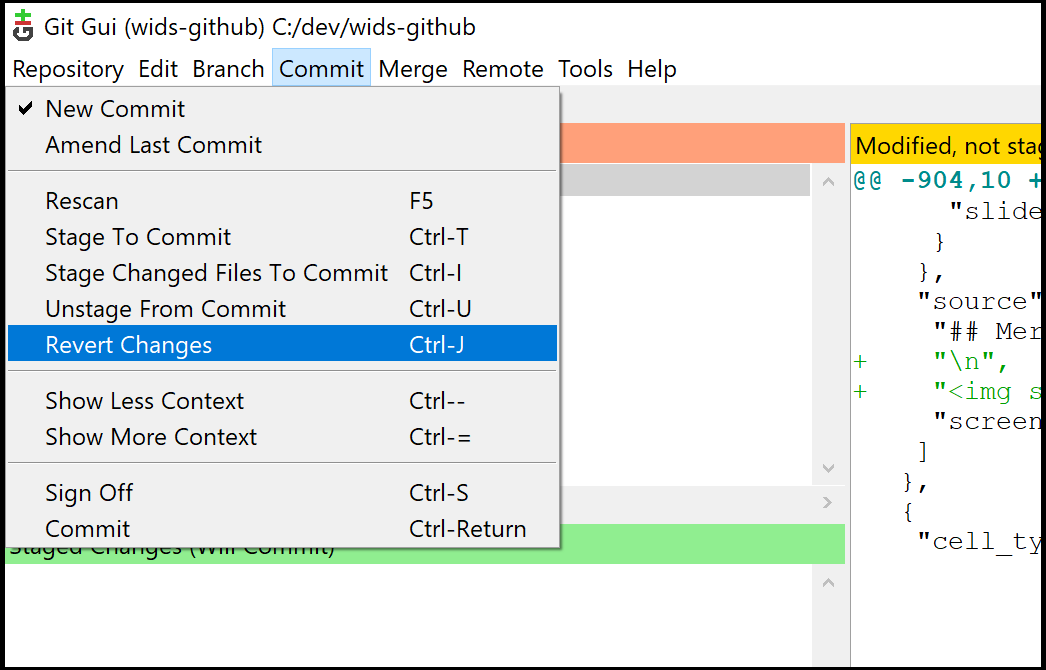 Git Gui (wids-github) C:/dev/wids-github
Repository Edit Branch Commit Merge Remote Tools Help
New Commit
Amend Last Commit
Rescan F5
Stage To Commit Ctrl-T
Stage Changed Files To Commit Ctrl-I
Unstage From Commit Ctrl-U
Revert Changes Ctrl-J
Show Less Context Ctrl--
Show More Context Ctrl-=
Sign Off Ctrl-S
Commit Ctrl-Return
Staged Changes (Will Commit)
Modified, not stag
@@ -904,10 +
"slide
}
},
"source"
"## Mer
+ "\n",
+ "<img s
"screen
]
},
{
"cell_ty